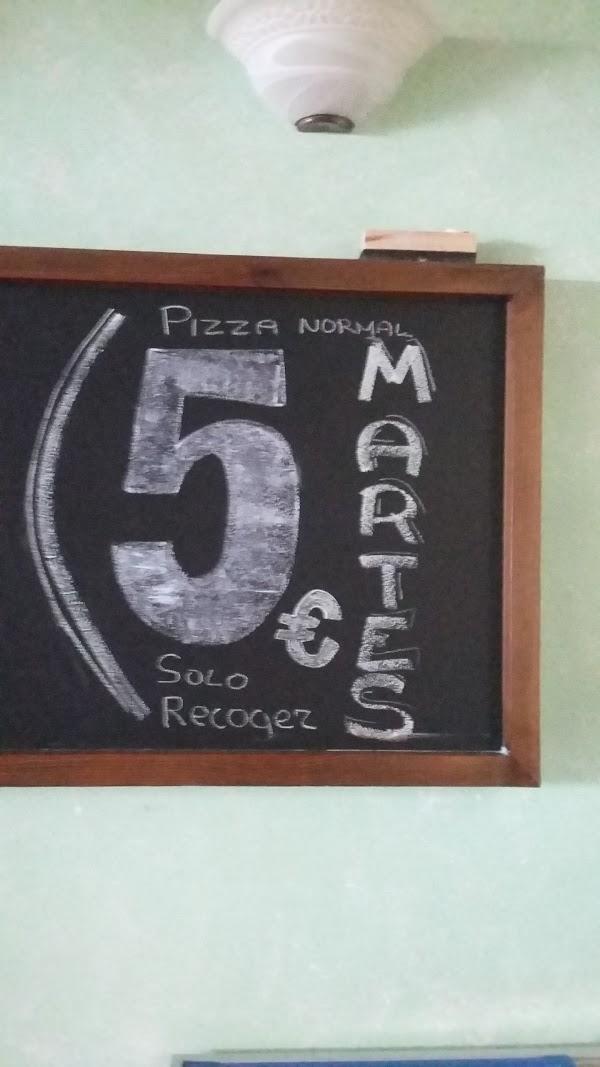 PIZZA NORMAL
5 €
SOLO
Recoger
MARTES